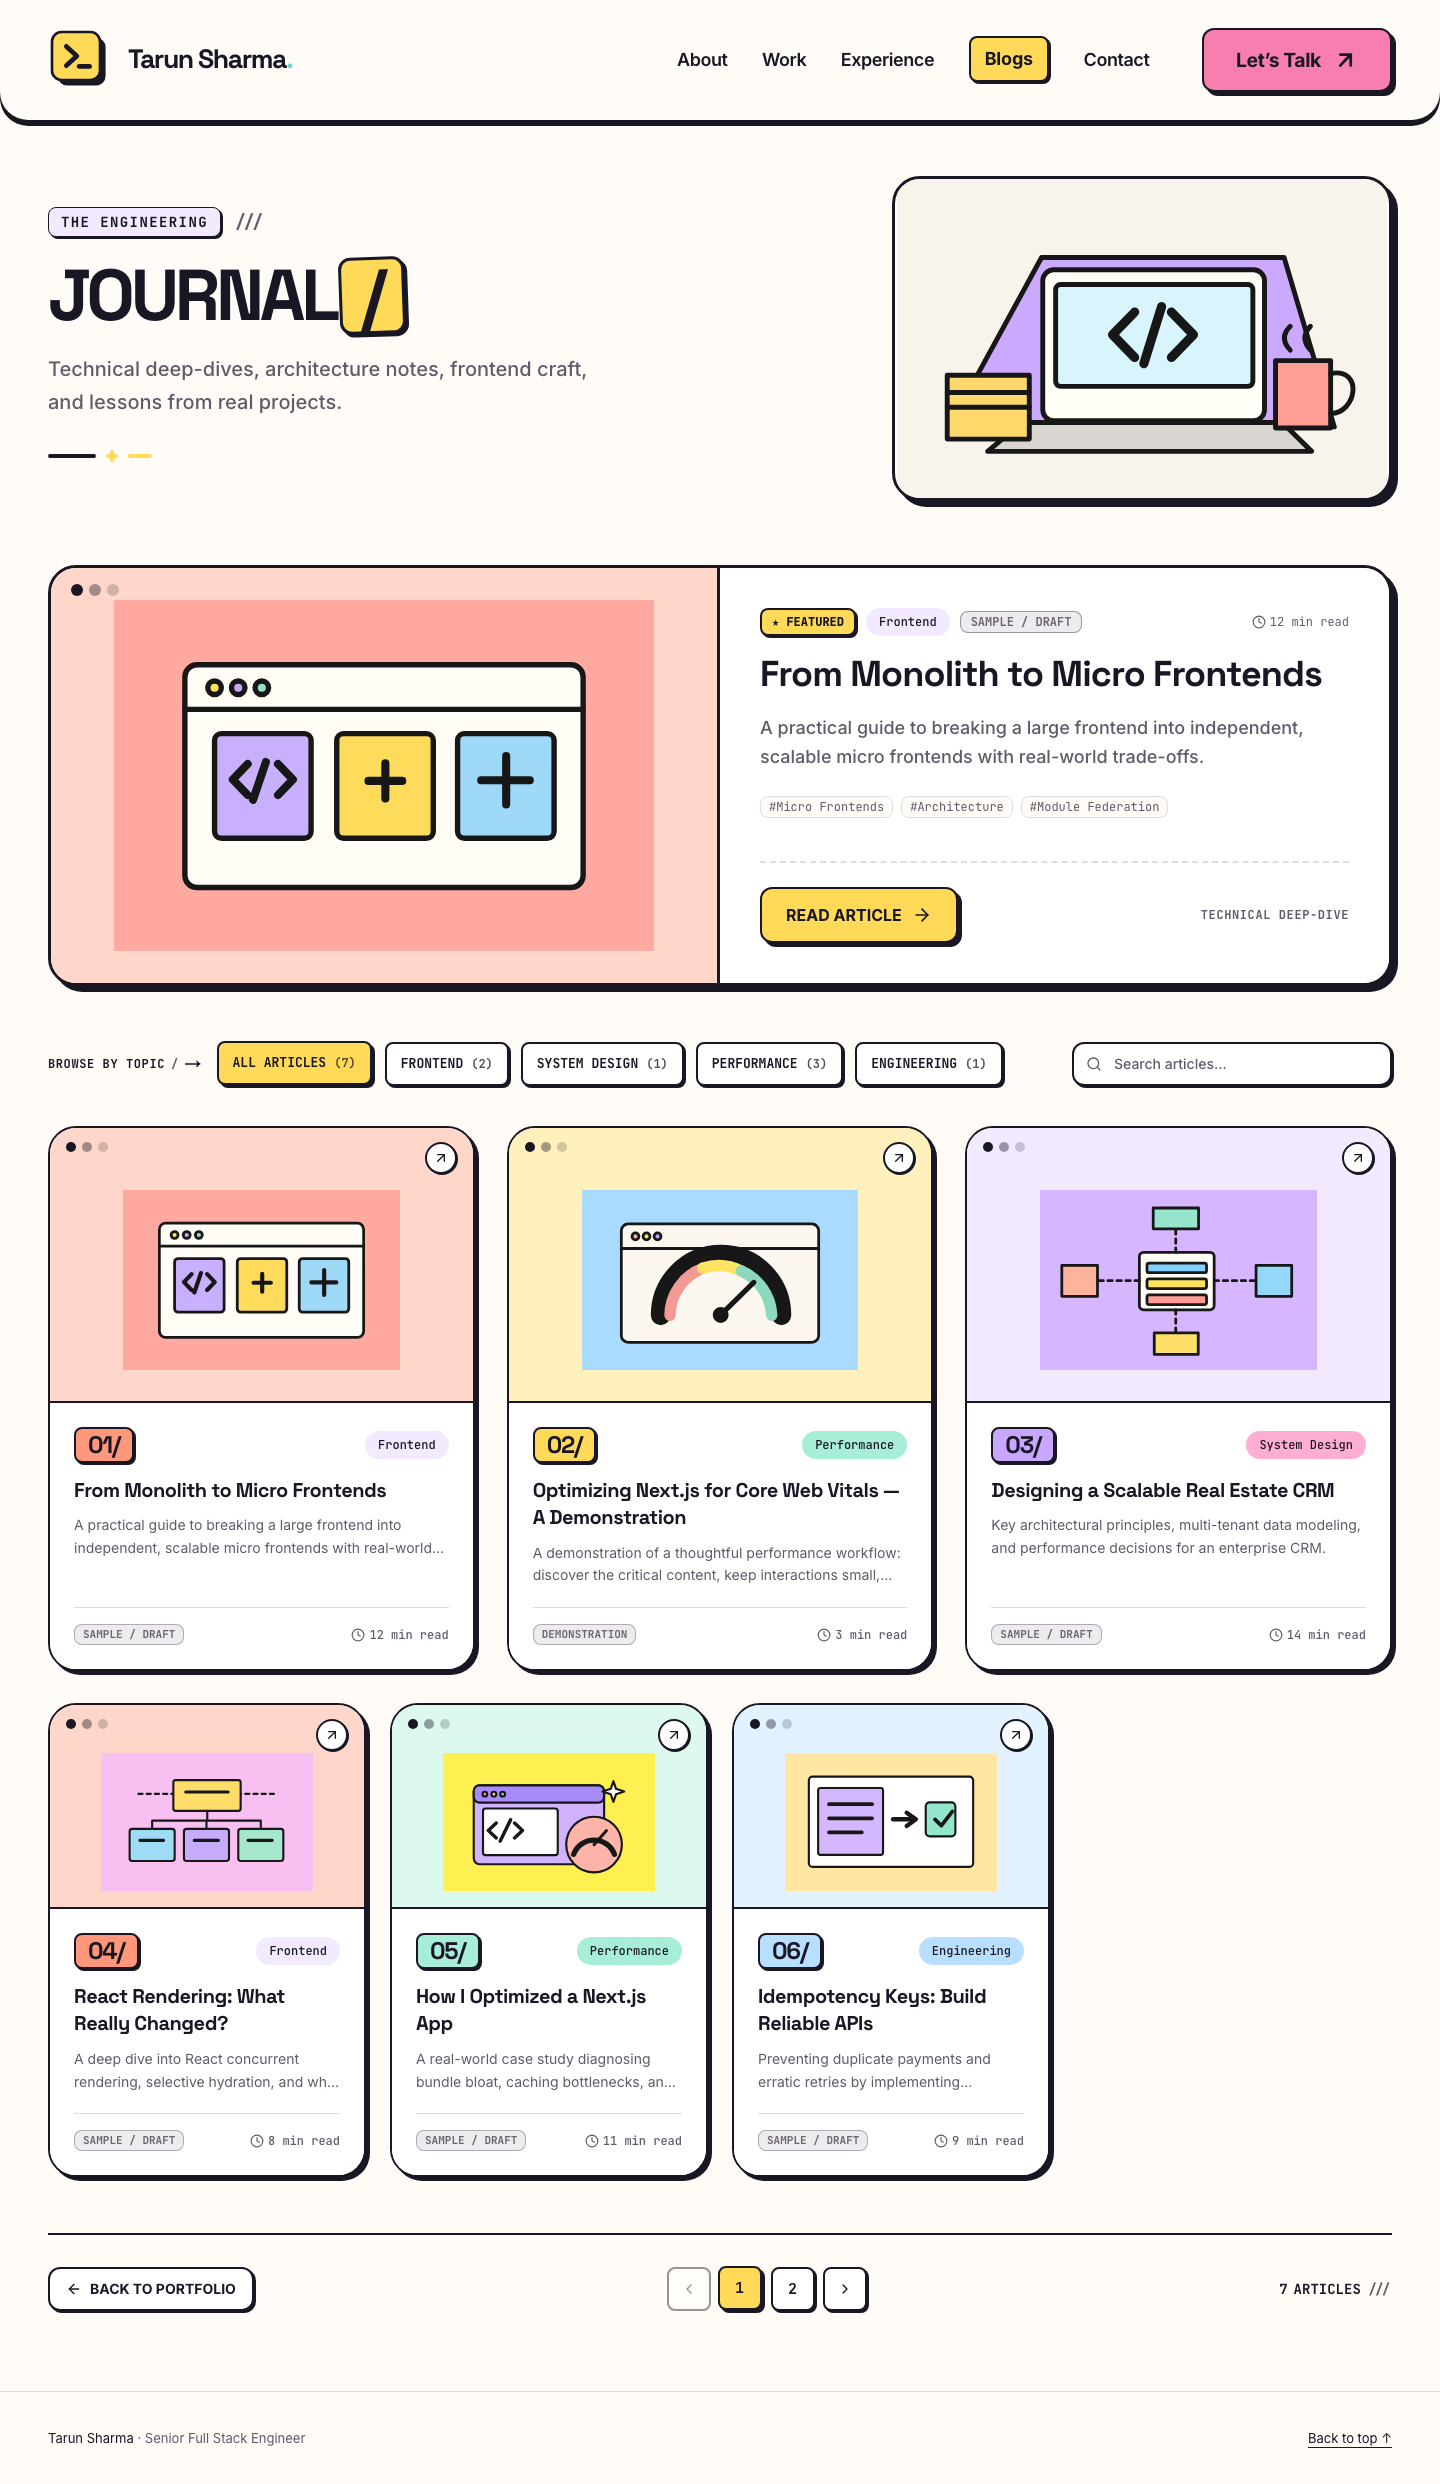 Tarun Sharma.
About
Work
Experience
Blogs
Contact
Let's Talk
THE ENGINEERING ///
JOURNAL/
Technical deep-dives, architecture notes, frontend craft,
and lessons from real projects.
★ FEATURED
Frontend
SAMPLE / DRAFT
12 min read
From Monolith to Micro Frontends
A practical guide to breaking a large frontend into independent,
scalable micro frontends with real-world trade-offs.
#Micro Frontends
#Architecture
#Module Federation
READ ARTICLE →
TECHNICAL DEEP-DIVE
BROWSE BY TOPIC / →
ALL ARTICLES (7)
FRONTEND (2)
SYSTEM DESIGN (1)
PERFORMANCE (3)
ENGINEERING (1)
Search articles...
01/
Frontend
From Monolith to Micro Frontends
A practical guide to breaking a large frontend into
independent, scalable micro frontends with real-world...
SAMPLE / DRAFT
12 min read
02/
Performance
Optimizing Next.js for Core Web Vitals —
A Demonstration
A demonstration of a thoughtful performance workflow:
discover the critical content, keep interactions small,...
DEMONSTRATION
3 min read
03/
System Design
Designing a Scalable Real Estate CRM
Key architectural principles, multi-tenant data modeling,
and performance decisions for an enterprise CRM.
SAMPLE / DRAFT
14 min read
04/
Frontend
React Rendering: What
Really Changed?
A deep dive into React concurrent
rendering, selective hydration, and wh...
SAMPLE / DRAFT
8 min read
05/
Performance
How I Optimized a Next.js
App
A real-world case study diagnosing
bundle bloat, caching bottlenecks, an...
SAMPLE / DRAFT
11 min read
06/
Engineering
Idempotency Keys: Build
Reliable APIs
Preventing duplicate payments and
erratic retries by implementing...
SAMPLE / DRAFT
9 min read
← BACK TO PORTFOLIO
1
2
7 ARTICLES ///
Tarun Sharma · Senior Full Stack Engineer
Back to top ↑